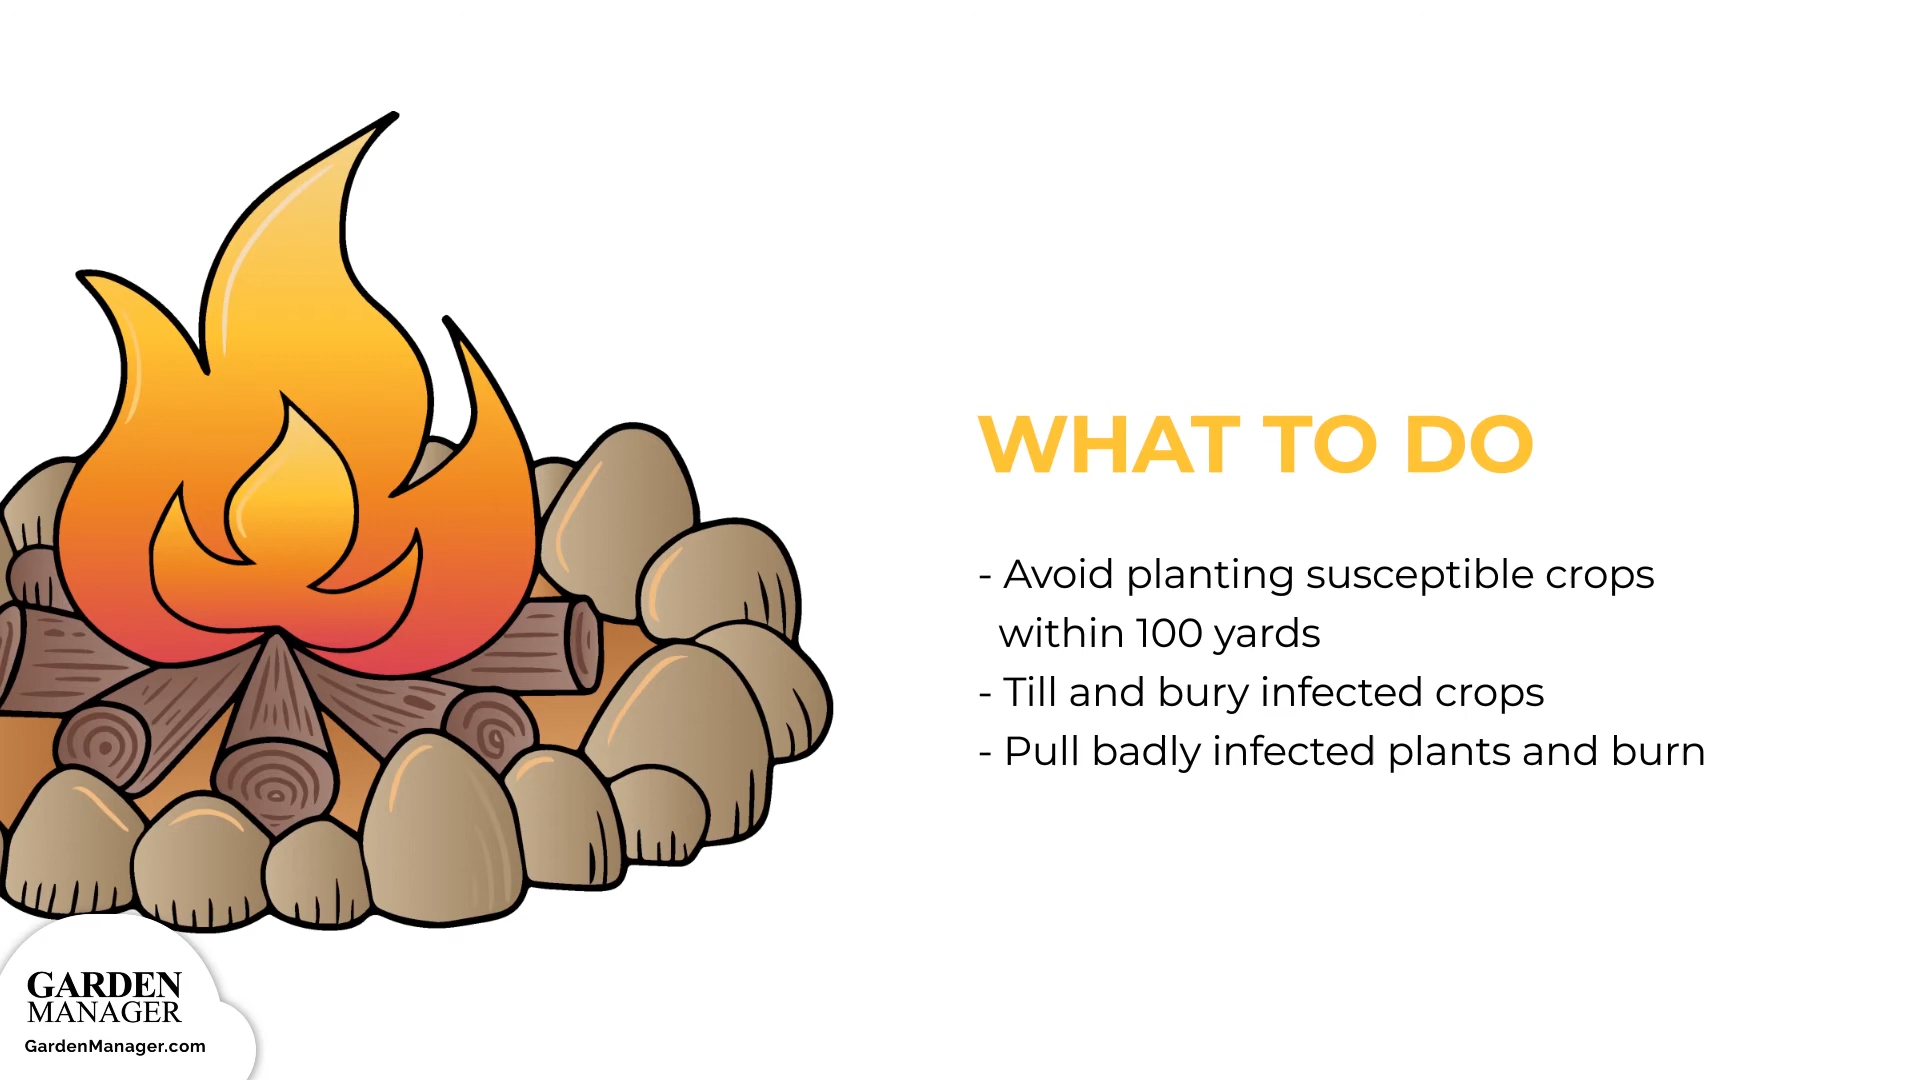 WHAT TO DO
- Avoid planting susceptible crops
within 100 yards
- Till and bury infected crops
- Pull badly infected plants and burn
GARDEN
MANAGER
GardenManager.com